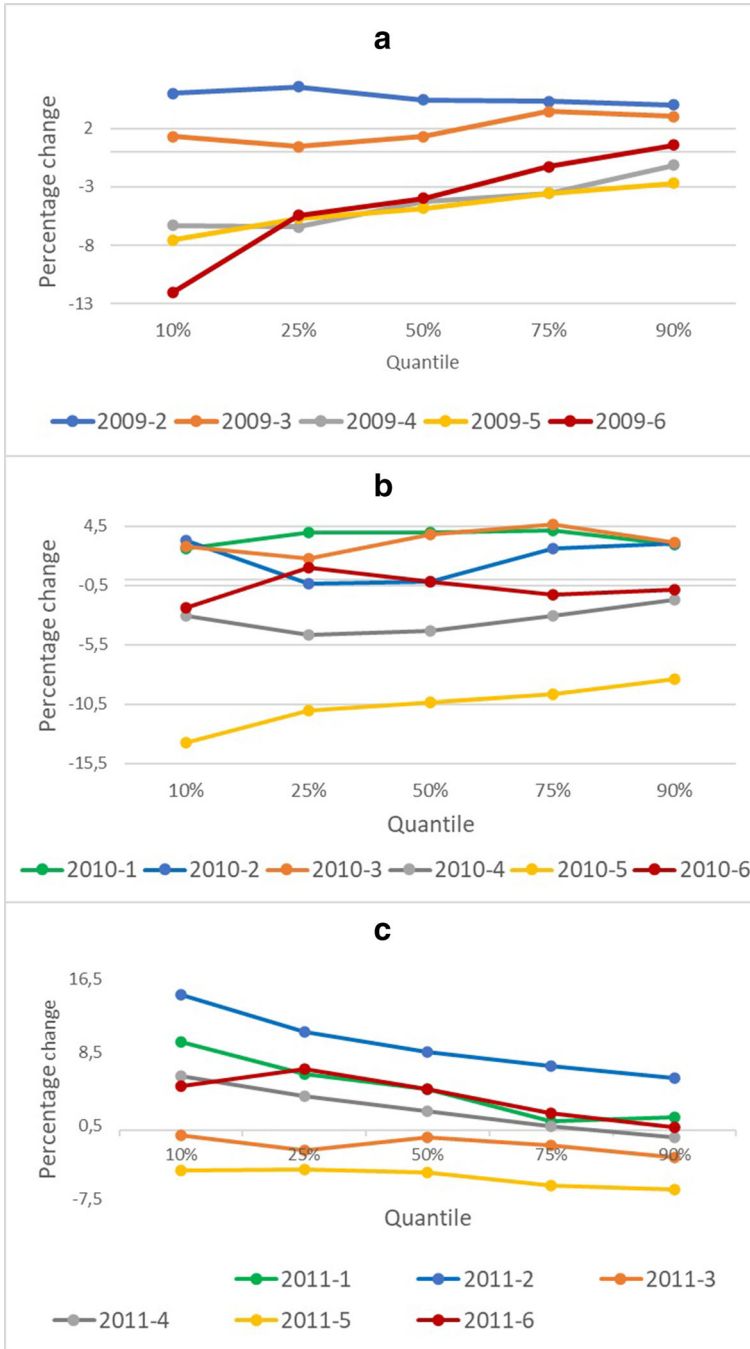 a
Percentage change
2
-3
-8
-13
10% 25% 50% 75% 90%
Quantile
2009-2 2009-3 2009-4 2009-5 2009-6
b
Percentage change
4,5
-0,5
-5,5
-10,5
-15,5
10% 25% 50% 75% 90%
Quantile
2010-1 2010-2 2010-3 2010-4 2010-5 2010-6
c
Percentage change
16,5
8,5
0,5
-7,5
10% 25% 50% 75% 90%
Quantile
2011-1 2011-2 2011-3
2011-4 2011-5 2011-6